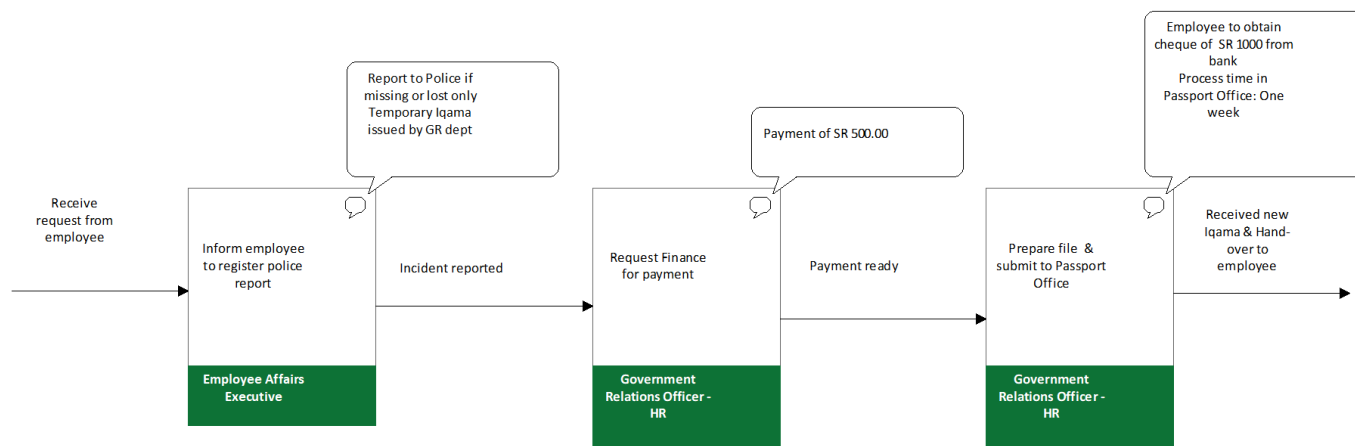 Receive
request from
employee
Report to Police if
missing or lost only
Temporary Iqama
issued by GR dept
Inform employee
to register police
report
Employee Affairs
Executive
Incident reported
Payment of SR 500.00
Request Finance
for payment
Government
Relations Officer -
HR
Payment ready
Employee to obtain
cheque of SR 1000 from
bank
Process time in
Passport Office: One
week
Prepare file &
submit to Passport
Office
Government
Relations Officer -
HR
Received new
Iqama & Hand-
over to
employee